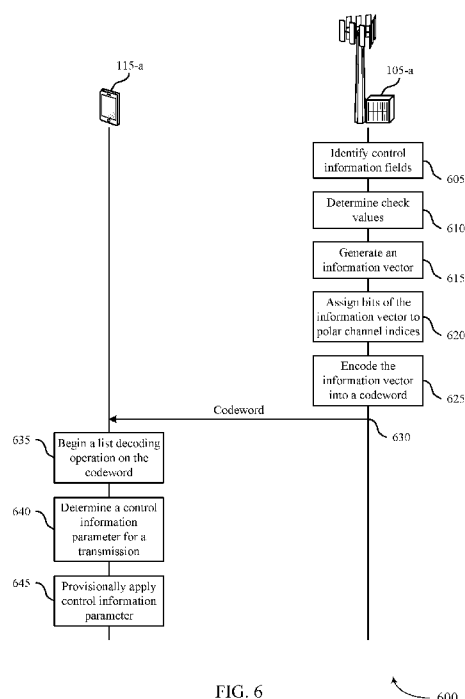 115-a
105-a
Identify control
information fields
605
Determine check
values
610
Generate an
information vector
615
Assign bits of the
information vector to
polar channel indices
620
Encode the
information vector
into a codeword
625
Codeword
630
635
Begin a list decoding
operation on the
codeword
640
Determine a control
information
parameter for a
transmission
645
Provisionally apply
control information
parameter
FIG. 6
600